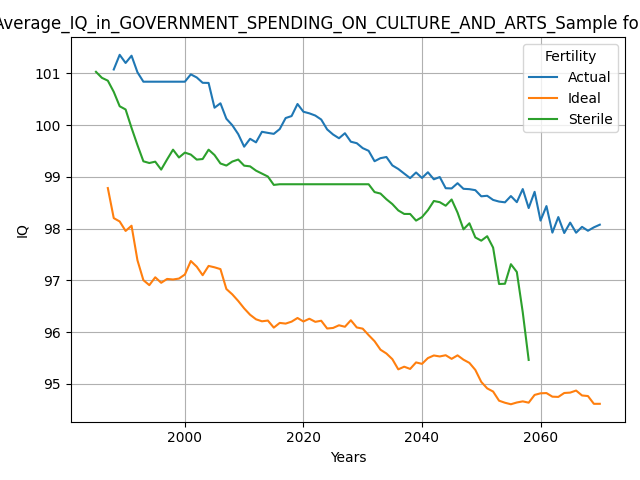 Average_IQ_in_GOVERNMENT_SPENDING_ON_CULTURE_AND_ARTS_Sample fo
Fertility
Actual
Ideal
Sterile
IQ
101
100
99
98
97
96
95
2000 2020 2040 2060
Years